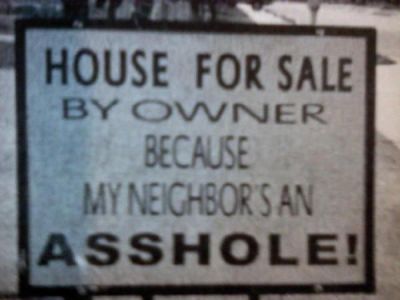 HOUSE FOR SALE
BY OWNER
BECAUSE
MY NEIGHBOR'S AN
ASSHOLE!